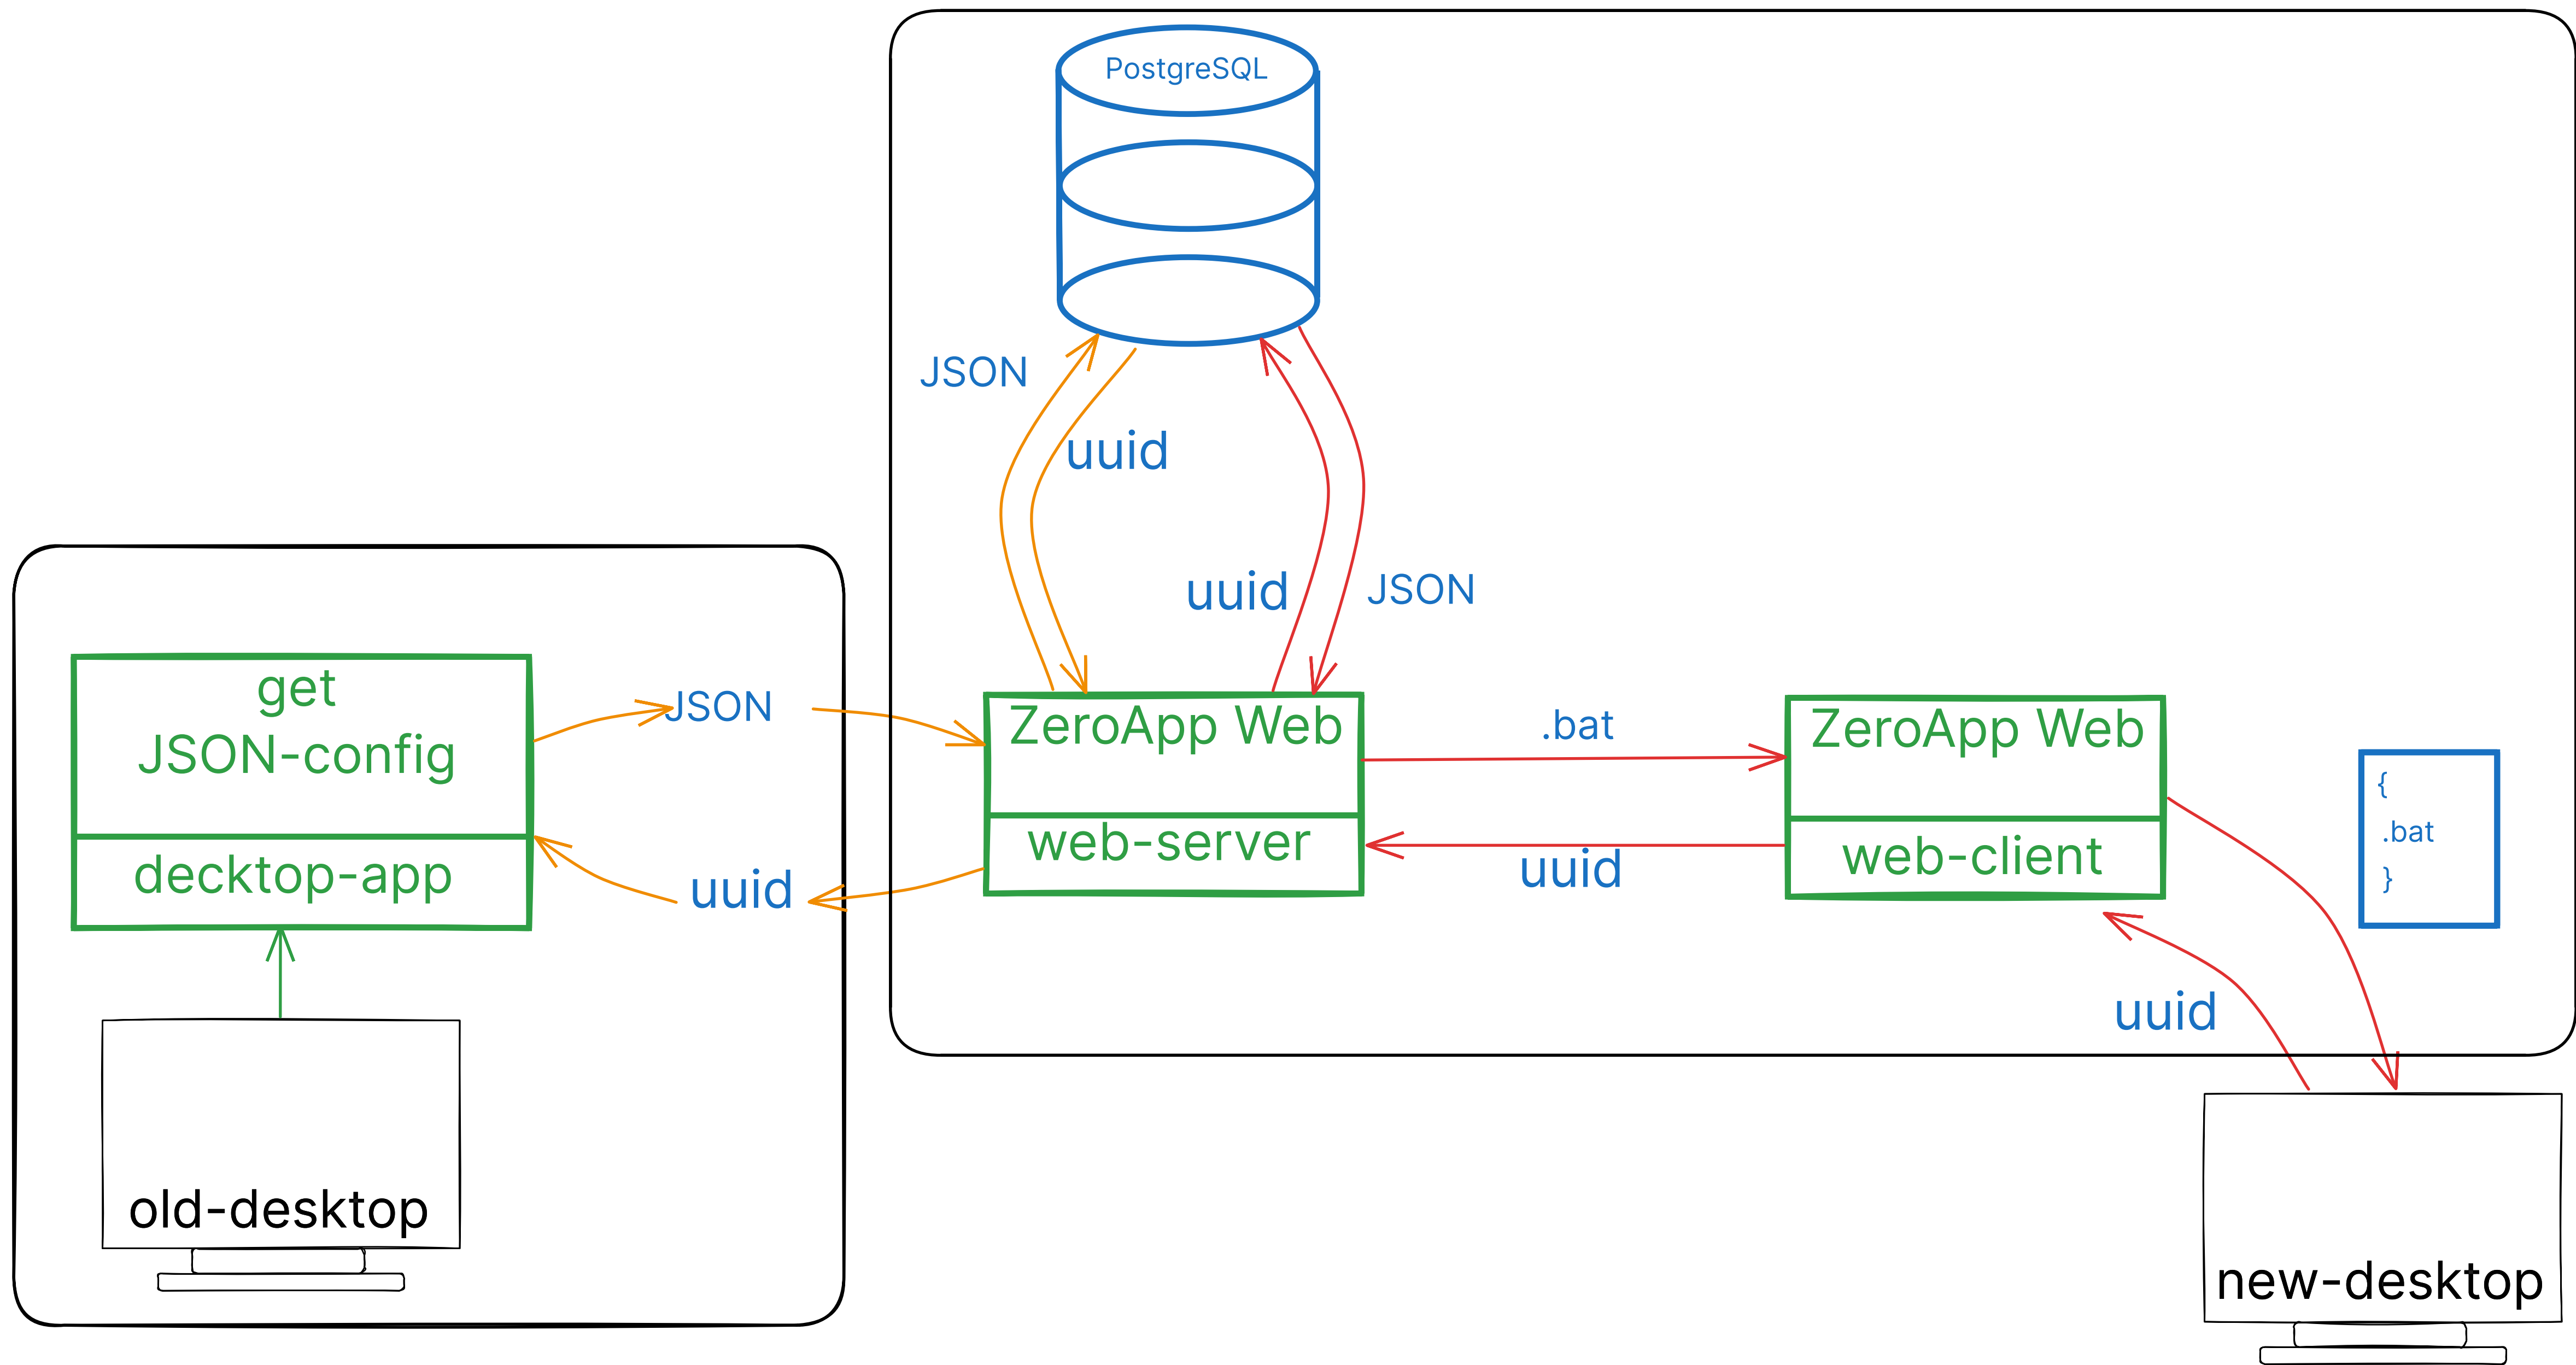 PostgreSQL
JSON
uuid
uuid
JSON
get
JSON-config
decktop-app
JSON
uuid
ZeroApp Web
web-server
.bat
uuid
ZeroApp Web
web-client
{
.bat
}
uuid
old-desktop
new-desktop